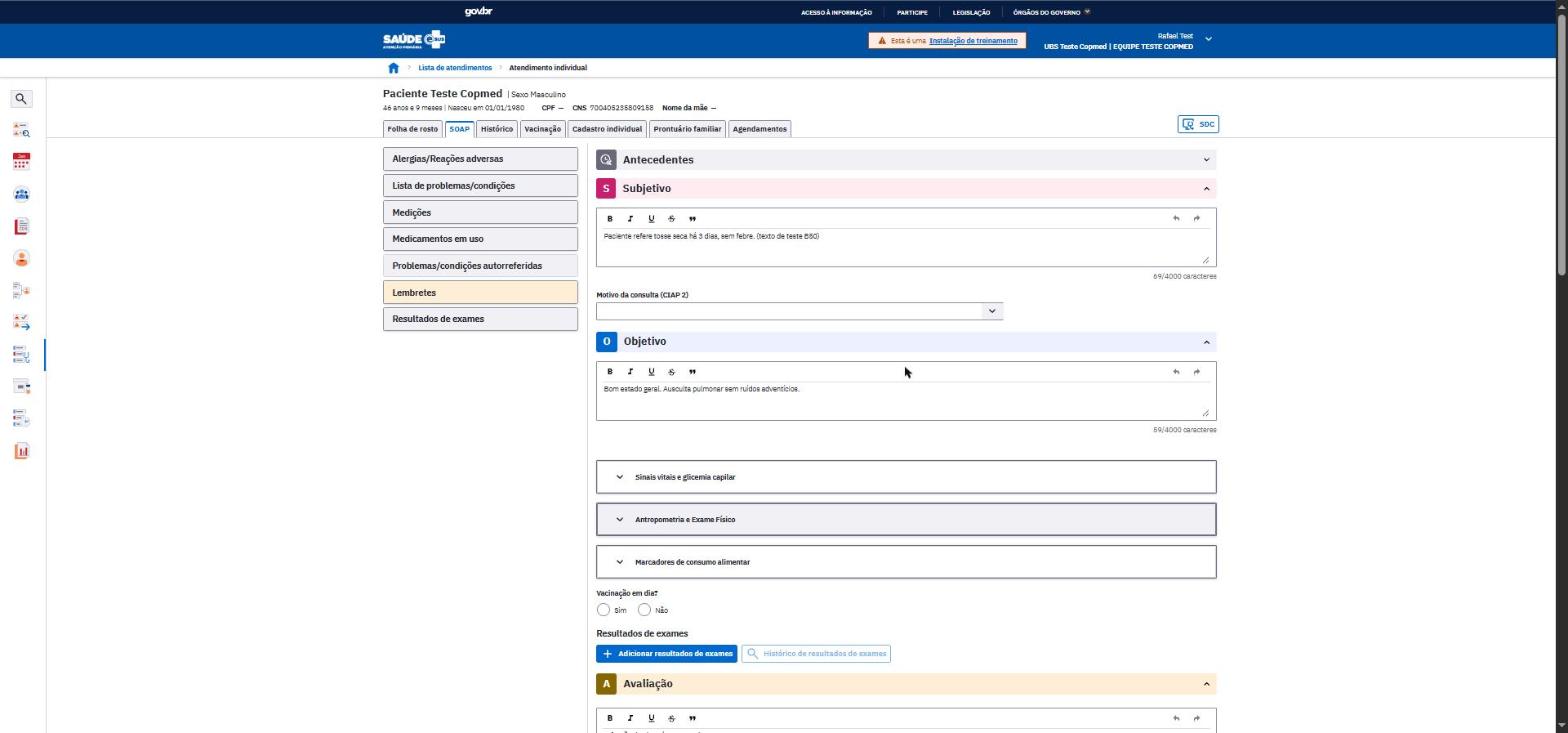 govbr
ACESSO À INFORMAÇÃO
PARTICIPE
LEGISLAÇÃO
ÓRGÃOS DO GOVERNO
SAÚDE e-SUS
ATENÇÃO PRIMÁRIA
Esta é uma Instalação de treinamento
Rafael Test
UBS Teste Copmed | EQUIPE TESTE COPMED
Lista de atendimentos
Atendimento individual
Paciente Teste Copmed | Sexo Masculino
46 anos e 9 meses | Nasceu em 01/01/1980 CPF — CNS 700405235809158 Nome da mãe —
Folha de rosto
SOAP
Histórico
Vacinação
Cadastro individual
Prontuário familiar
Agendamentos
SDC
Alergias/Reações adversas
Lista de problemas/condições
Medições
Medicamentos em uso
Problemas/condições autorreferidas
Lembretes
Resultados de exames
Antecedentes
S Subjetivo
B I U S
Paciente refere tosse seca há 3 dias, sem febre. (texto de teste B50)
69/4000 caracteres
Motivo da consulta (CIAP 2)
O Objetivo
B I U S
Bom estado geral. Ausculta pulmonar sem ruídos adventícios.
59/4000 caracteres
Sinais vitais e glicemia capilar
Antropometria e Exame Físico
Marcadores de consumo alimentar
Vacinação em dia?
Sim
Não
Resultados de exames
+ Adicionar resultados de exames
Histórico de resultados de exames
A Avaliação
B I U S